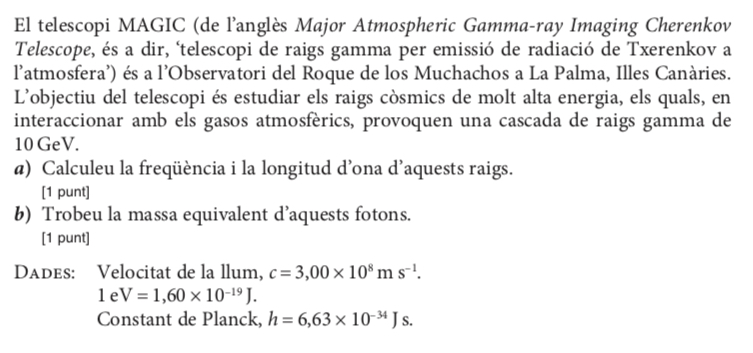 El telescopi MAGIC (de l’anglès Major Atmospheric Gamma-ray Imaging Cherenkov
Telescope, és a dir, ‘telescopi de raigs gamma per emissió de radiació de Txerenkov a
l’atmosfera’) és a l’Observatori del Roque de los Muchachos a La Palma, Illes Canàries.
L’objectiu del telescopi és estudiar els raigs còsmics de molt alta energia, els quals, en
interaccionar amb els gasos atmosfèrics, provoquen una cascada de raigs gamma de
10 GeV.
a) Calculeu la freqüència i la longitud d’ona d’aquests raigs.
[1 punt]
b) Trobeu la massa equivalent d’aquests fotons.
[1 punt]
DADES: Velocitat de la llum, c = 3,00 × 10⁸ m s⁻¹.
1 eV = 1,60 × 10⁻¹⁹ J.
Constant de Planck, h = 6,63 × 10⁻³⁴ J s.